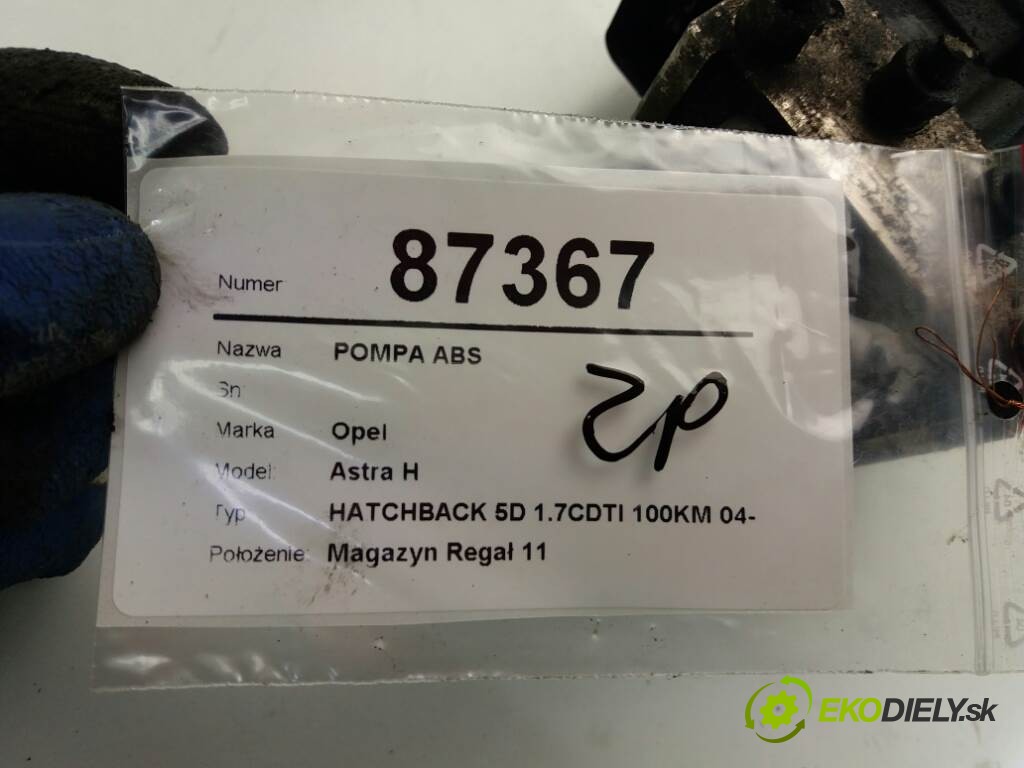 Numer 87367
Nazwa POMPA ABS
Sn:
Marka Opel
Model: Astra H
Typ HATCHBACK 5D 1.7CDTI 100KM 04-
Położenie: Magazyn Regał 11
EKODIELY.sk